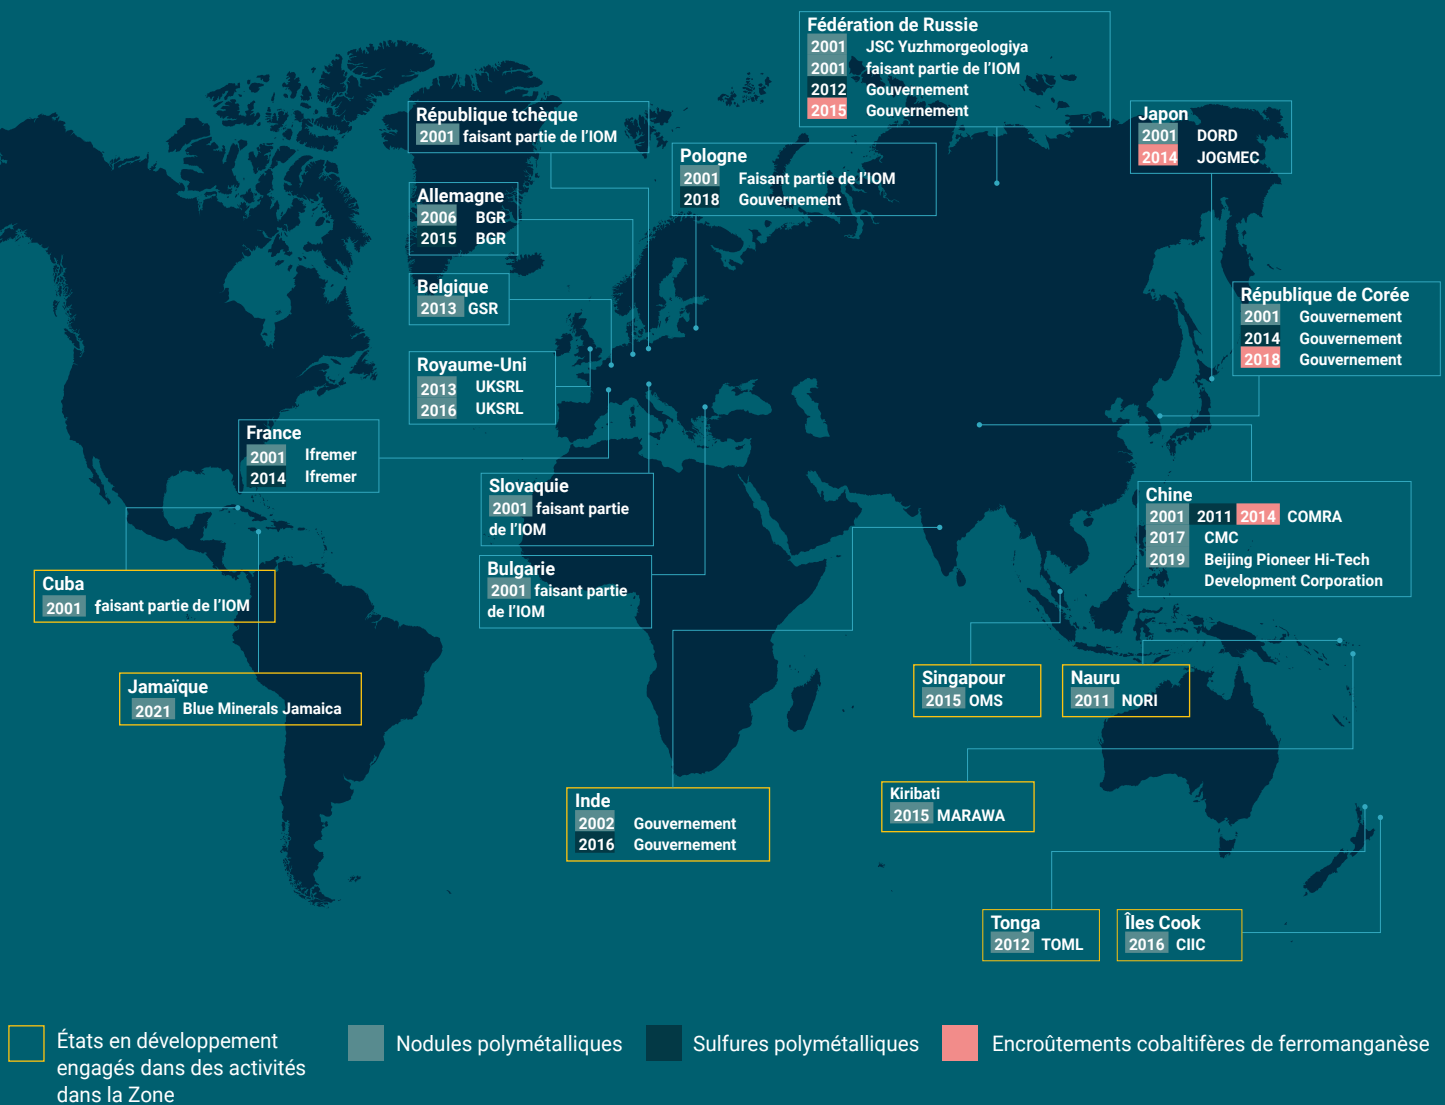 Fédération de Russie
2001 JSC Yuzhmorgeologiya
2001 faisant partie de l’IOM
2012 Gouvernement
2015 Gouvernement
République tchèque
2001 faisant partie de l’IOM
Japon
2001 DORD
2014 JOGMEC
Pologne
2001 Faisant partie de l’IOM
2018 Gouvernement
Allemagne
2006 BGR
2015 BGR
Belgique
2013 GSR
République de Corée
2001 Gouvernement
2014 Gouvernement
2018 Gouvernement
Royaume-Uni
2013 UKSRL
2016 UKSRL
France
2001 Ifremer
2014 Ifremer
Slovaquie
2001 faisant partie
de l’IOM
Chine
2001 2011 2014 COMRA
2017 CMC
2019 Beijing Pioneer Hi-Tech
Development Corporation
Bulgarie
2001 faisant partie
de l’IOM
Cuba
2001 faisant partie de l’IOM
Jamaïque
2021 Blue Minerals Jamaica
Singapour
2015 OMS
Nauru
2011 NORI
Kiribati
2015 MARAWA
Inde
2002 Gouvernement
2016 Gouvernement
Tonga
2012 TOML
Îles Cook
2016 CIIC
États en développement
engagés dans des activités
dans la Zone
Nodules polymétalliques
Sulfures polymétalliques
Encroûtements cobaltifères de ferromanganèse